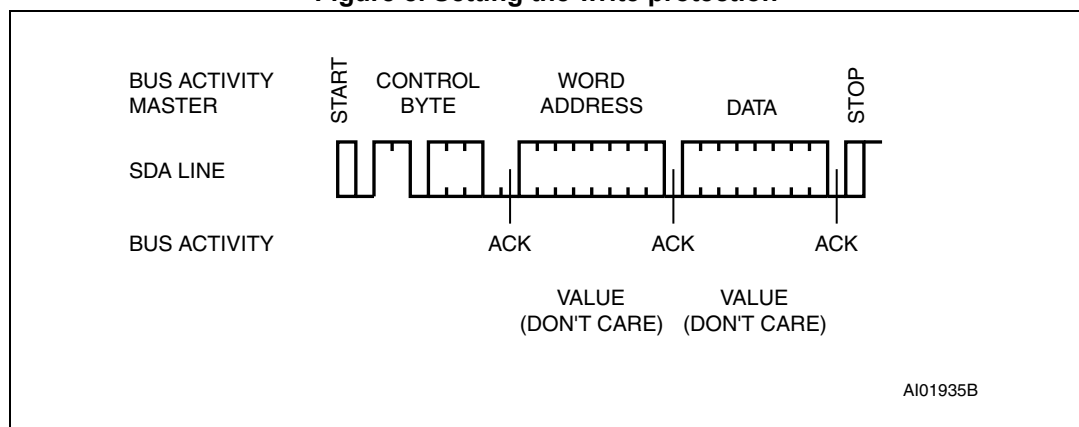 Figure Setting the write protection
BUS ACTIVITY
MASTER
START
CONTROL
BYTE
WORD
ADDRESS
DATA
STOP
SDA LINE
BUS ACTIVITY
ACK
ACK
ACK
VALUE
(DON'T CARE)
VALUE
(DON'T CARE)
AI01935B